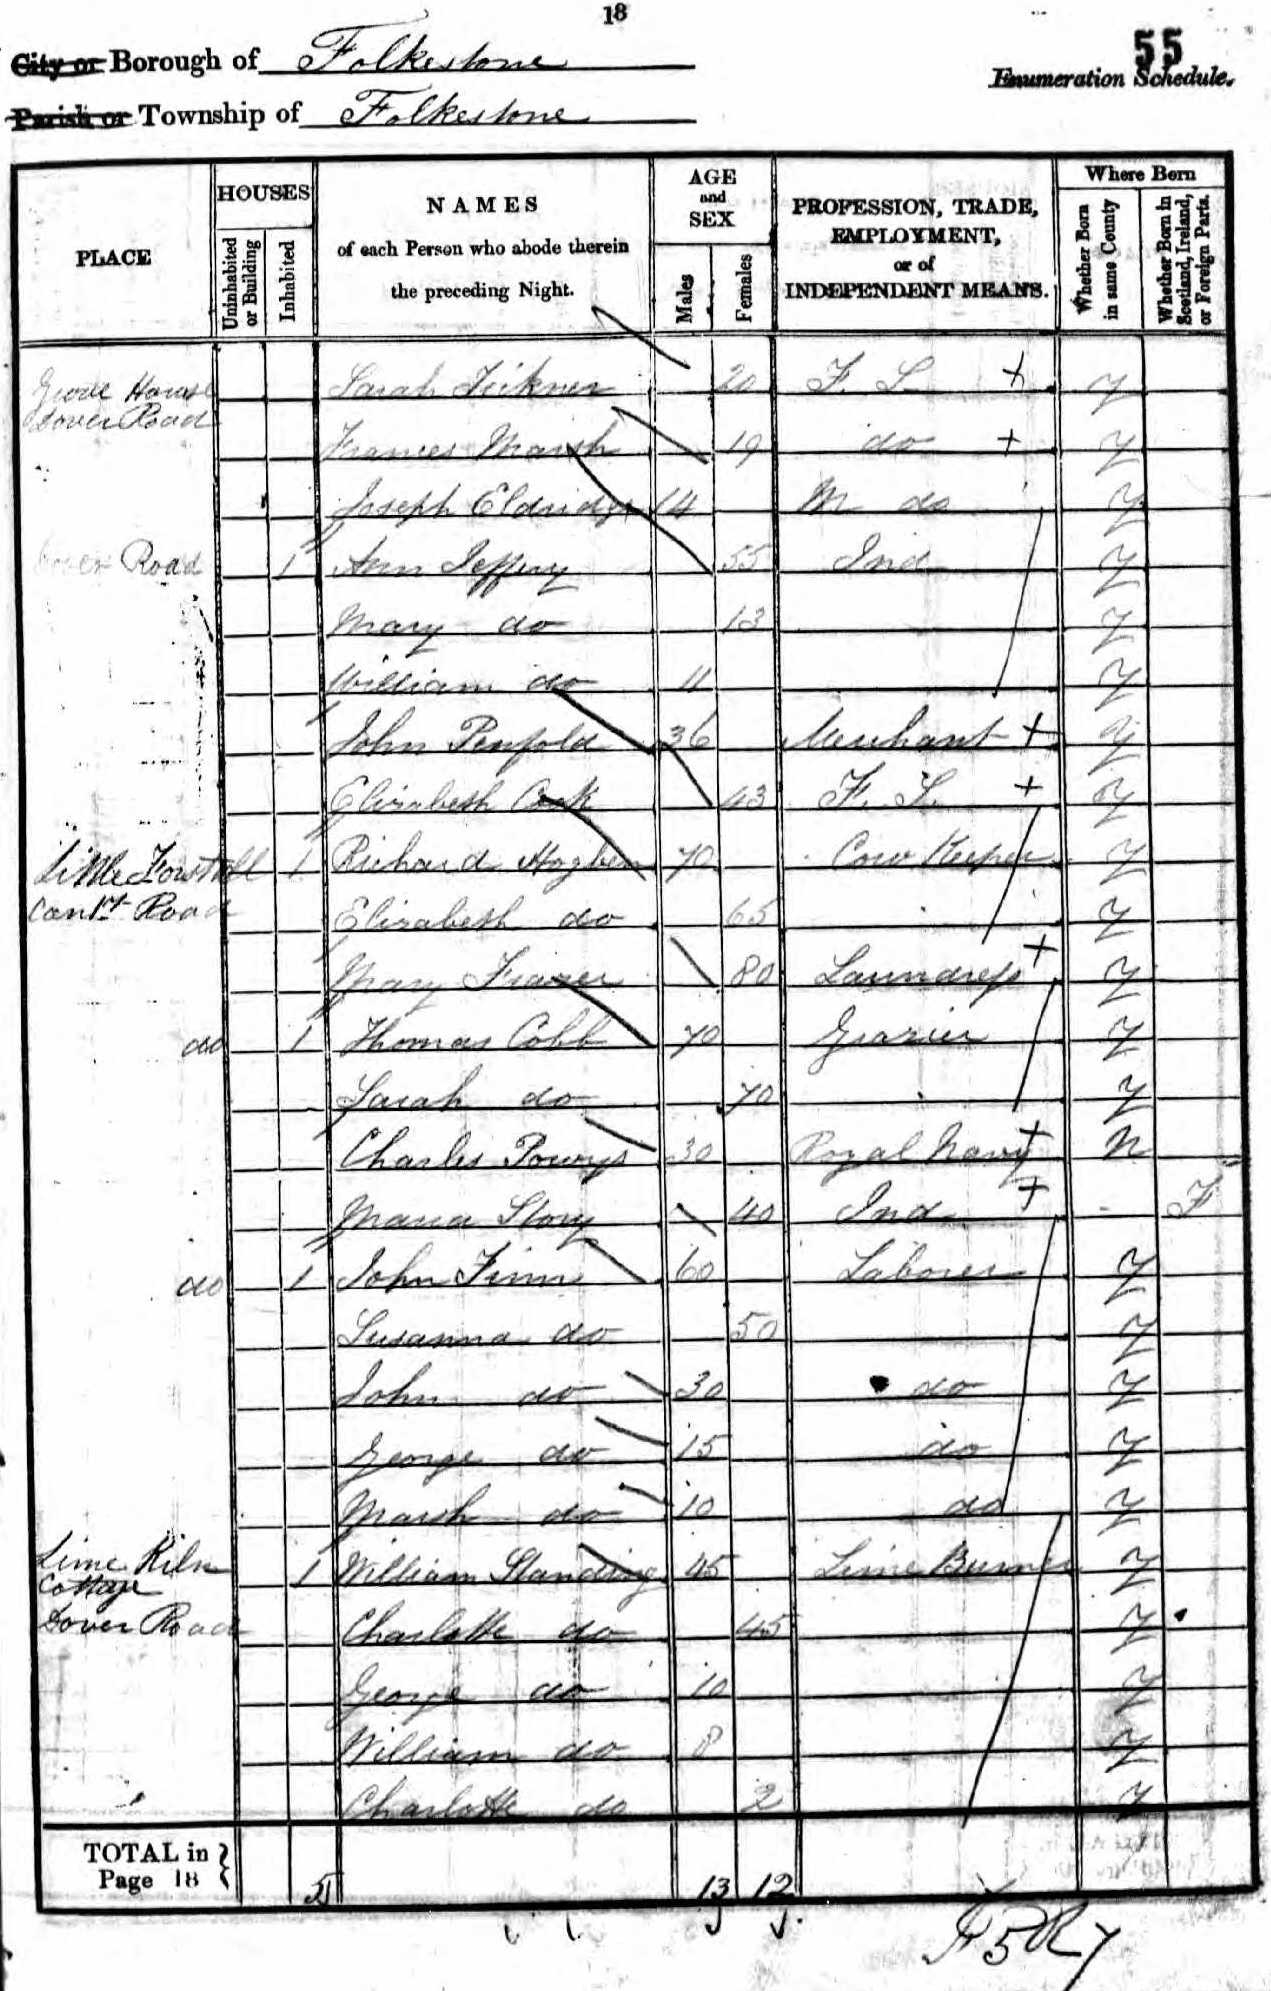 18
55
City or Borough of Folkestone
Enumeration Schedule.
Parish or Township of Folkestone
PLACE
HOUSES
Uninhabited or Building
Inhabited
NAMES
of each Person who abode therein
the preceding Night.
AGE
and
SEX
Males
Females
PROFESSION, TRADE,
EMPLOYMENT,
or of
INDEPENDENT MEANS.
Where Born
Whether Born in same County
Whether Born in Scotland, Ireland, or Foreign Parts.
Grove House Sarah Tickner 20 F. S. + Y
Dover Road
Frances Marsh 19 do + Y
Joseph Eldridge 14 M do Y
Dover Road 1 Ann Jeffery 55 Ind Y
Mary do 13 Y
William do 11 Y
John Penfold 36 Merchant + Y
Elizabeth Cook 43 F. S. + Y
Little Forstall 1 Richard Hogben 70 Cow Keeper Y
Cant Road
Elizabeth do 65 Y
Mary Frazer 80 Laundress + Y
do 1 Thomas Cobb 70 Grazier Y
Sarah do 70 Y
Charles Powys 30 Royal Navy + N
Maria Story 40 Ind + F
do 1 John Finn 60 Laborer Y
Susanna do 50 Y
John do 30 do Y
George do 15 do Y
Marsh do 10 do Y
Lime Kiln 1 William Standing 45 Lime Burner Y
Cottage
Dover Road Charlotte do 45 Y
George do 10 Y
William do 8 Y
Charlotte do 2 Y
TOTAL in
Page 18 5 13 12